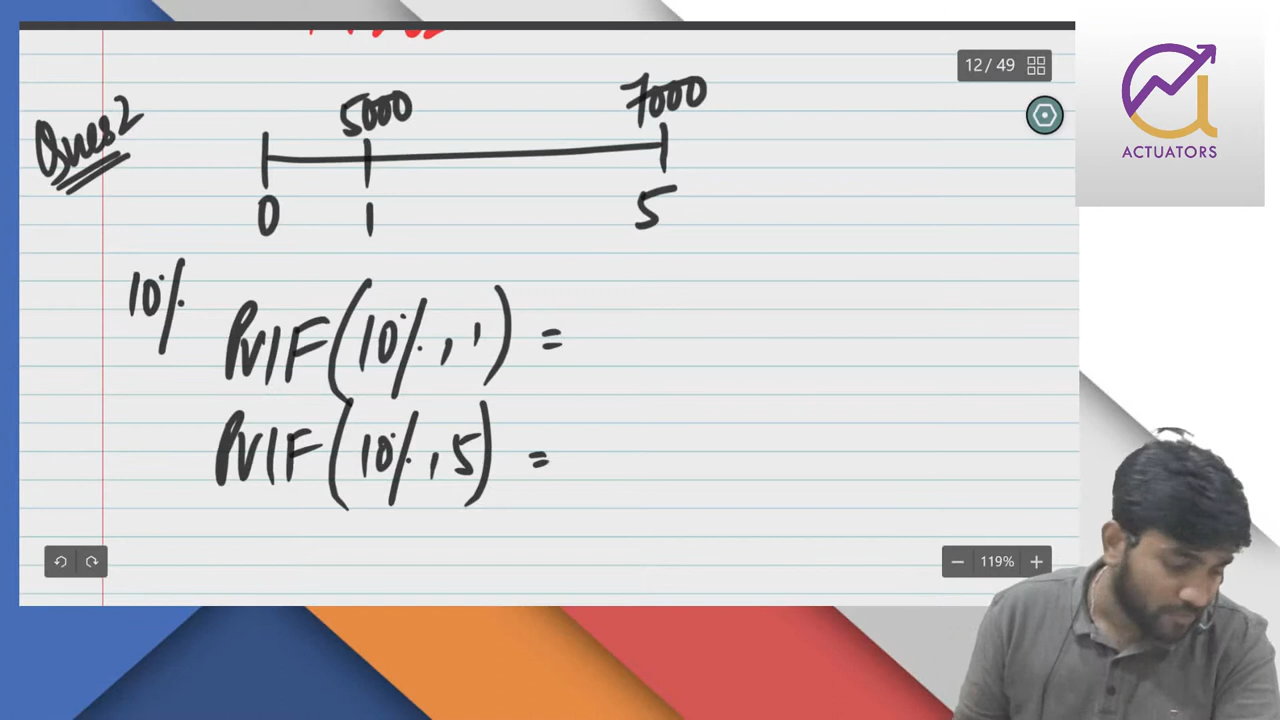 12 / 49
Ques 2
5000 7000
0 1 5
10%
PVIF (10%, 1) =
PVIF (10%, 5) =
119%
ACTUATORS